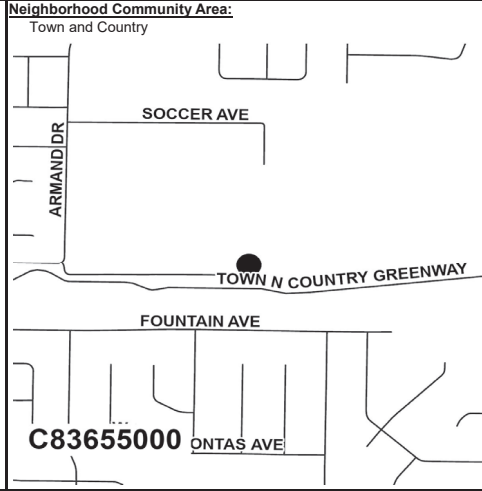 Neighborhood Community Area:
Town and Country
SOCCER AVE
ARMAND DR
TOWN N COUNTRY GREENWAY
FOUNTAIN AVE
C83655000
ONTAS AVE